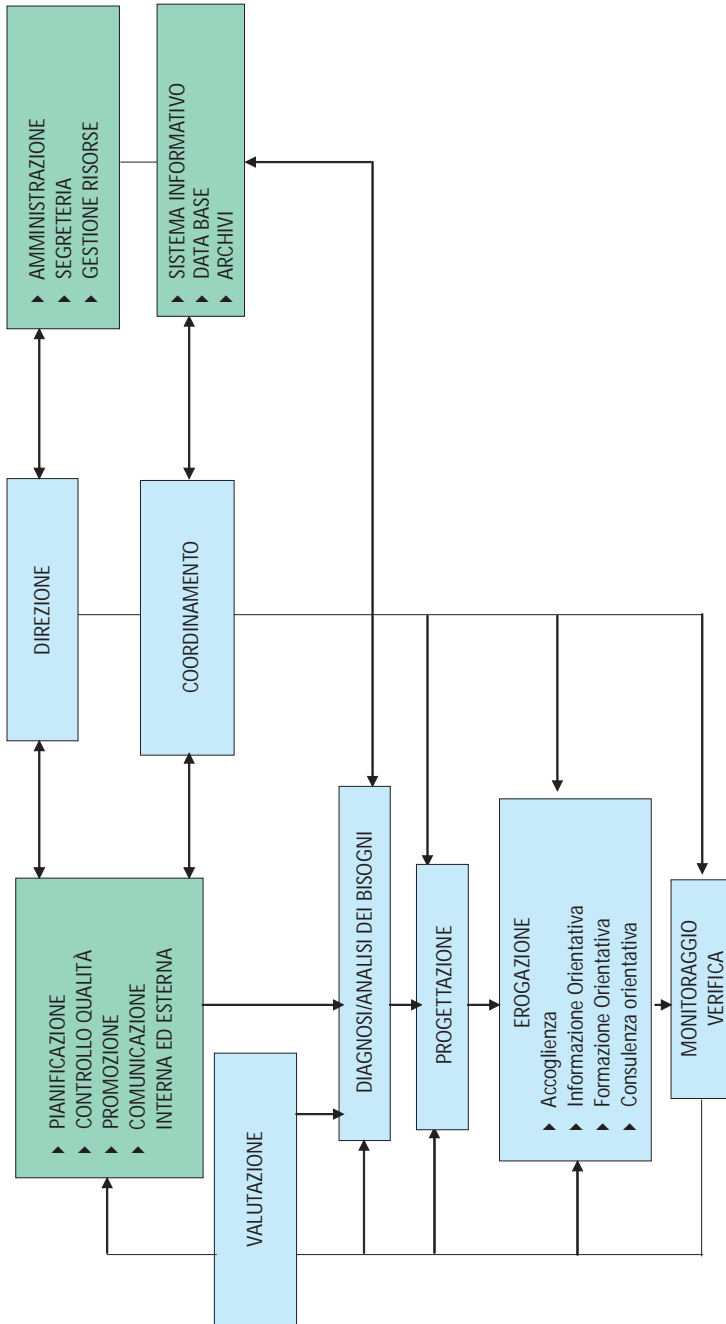 PIANIFICAZIONE
CONTROLLO QUALITÀ
PROMOZIONE
COMUNICAZIONE
INTERNA ED ESTERNA
DIREZIONE
AMMINISTRAZIONE
SEGRETERIA
GESTIONE RISORSE
COORDINAMENTO
SISTEMA INFORMATIVO
DATA BASE
ARCHIVI
VALUTAZIONE
DIAGNOSI/ANALISI DEI BISOGNI
PROGETTAZIONE
EROGAZIONE
Accoglienza
Informazione Orientativa
Formazione Orientativa
Consulenza orientativa
MONITORAGGIO
VERIFICA